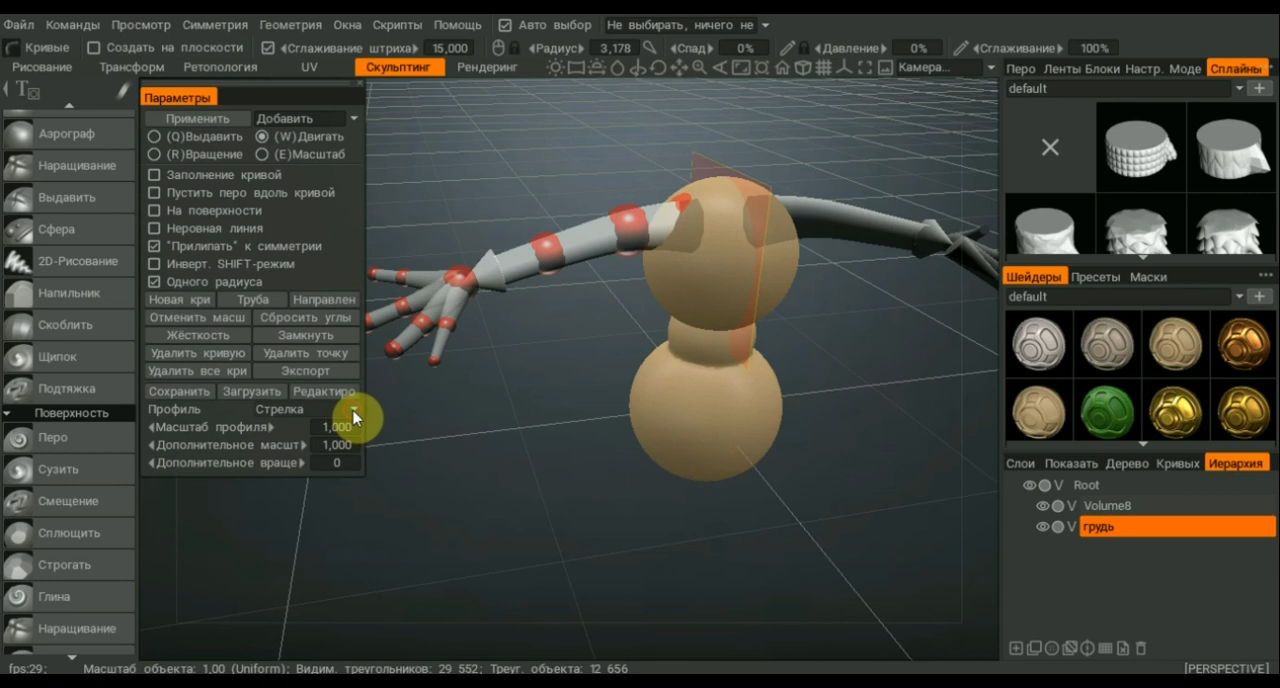 Файл Команды Просмотр Симметрия Геометрия Окна Скрипты Помощь Авто выбор Не выбирать, ничего не
Кривые Создать на плоскости Сглаживание штриха 15,000 Радиус 3,178 Спад 0% Давление 0% Сглаживание 100%
Рисование Трансформ Ретопология UV Скульптинг Рендеринг Камера...
Перо Ленты Блоки Настр. Моде Сплайны
default
Аэрограф
Наращивание
Выдавить
Сфера
2D-Рисование
Напильник
Скоблить
Щипок
Подтяжка
Поверхность
Перо
Сузить
Смещение
Сплющить
Строгать
Глина
Наращивание
Параметры
Применить Добавить
(Q)Выдавить (W)Двигать
(R)Вращение (E)Масштаб
Заполнение кривой
Пустить перо вдоль кривой
На поверхности
Неровная линия
"Прилипать" к симметрии
Инверт. SHIFT-режим
Одного радиуса
Новая кри Труба Направлен
Отменить масш Сбросить углы
Жёсткость Замкнуть
Удалить кривую Удалить точку
Удалить все кри Экспорт
Сохранить Загрузить Редактиро
Профиль Стрелка
Масштаб профиля 1,000
Дополнительное масшт 1,000
Дополнительное враще 0
Шейдеры Пресеты Маски
default
Слои Показать Дерево Кривых Иерархия
V Root
V Volume8
V грудь
fps:29; Масштаб объекта: 1,00 (Uniform); Видим. треугольников: 29 552; Треуг. объекта: 12 656 [PERSPECTIVE]